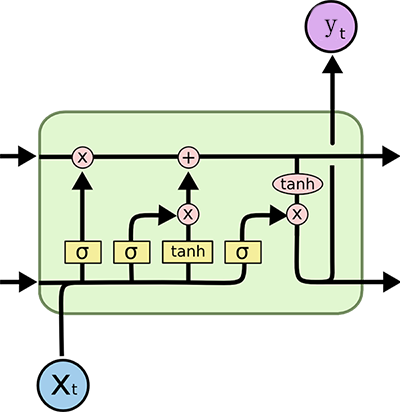 yt
x +
tanh
x x
σ σ tanh σ
Xt